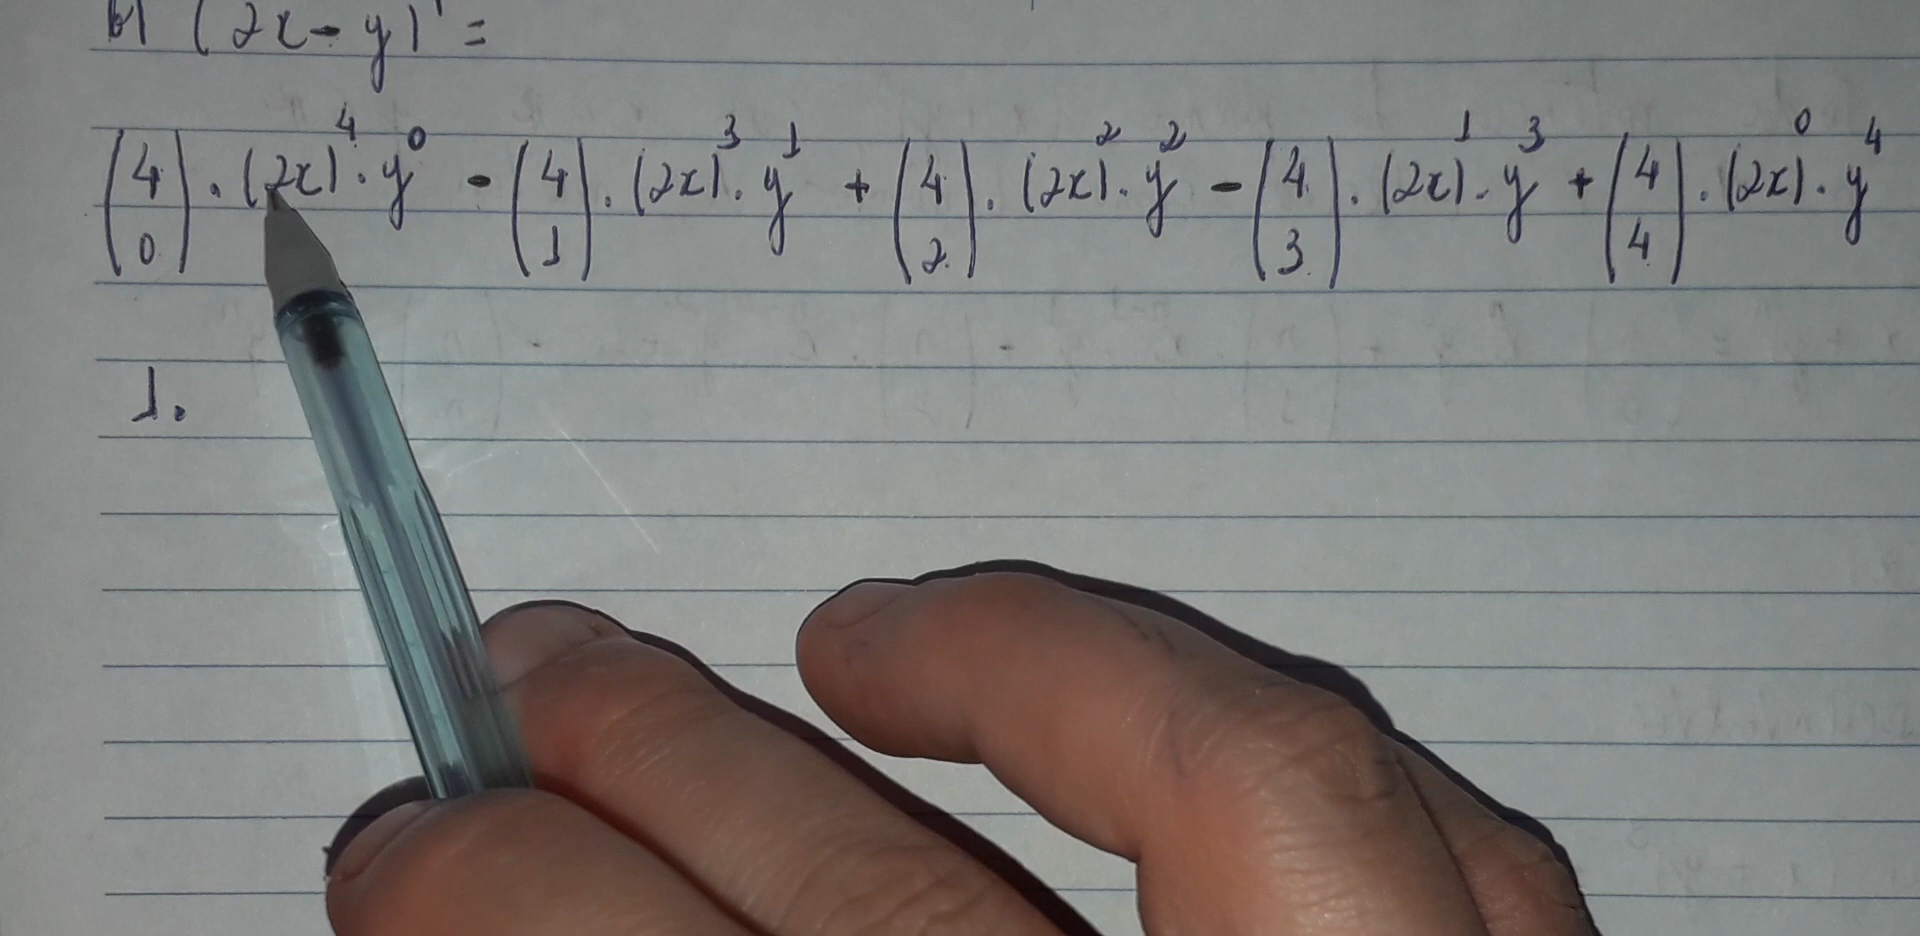 b) (2x-y)⁴ =
(4 0) · (2x)⁴ · y⁰ - (4 1) · (2x)³ · y¹ + (4 2) · (2x)² · y² - (4 3) · (2x)¹ · y³ + (4 4) · (2x)⁰ · y⁴
1.